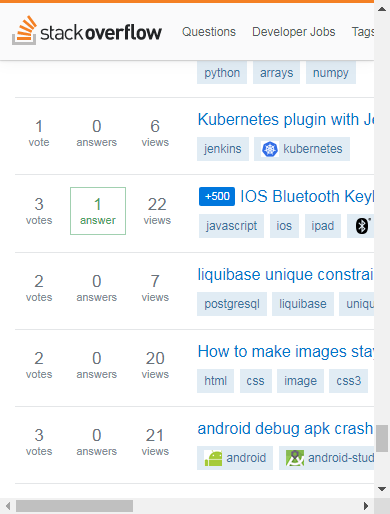 stack overflow Questions Developer Jobs Tags
python arrays numpy
1 vote 0 answers 6 views
Kubernetes plugin with Je
jenkins kubernetes
3 votes 1 answer 22 views
+500 IOS Bluetooth Keyl
javascript ios ipad
2 votes 0 answers 7 views
liquibase unique constrai
postgresql liquibase uniqu
2 votes 0 answers 20 views
How to make images stay
html css image css3
3 votes 0 answers 21 views
android debug apk crash
android android-stud